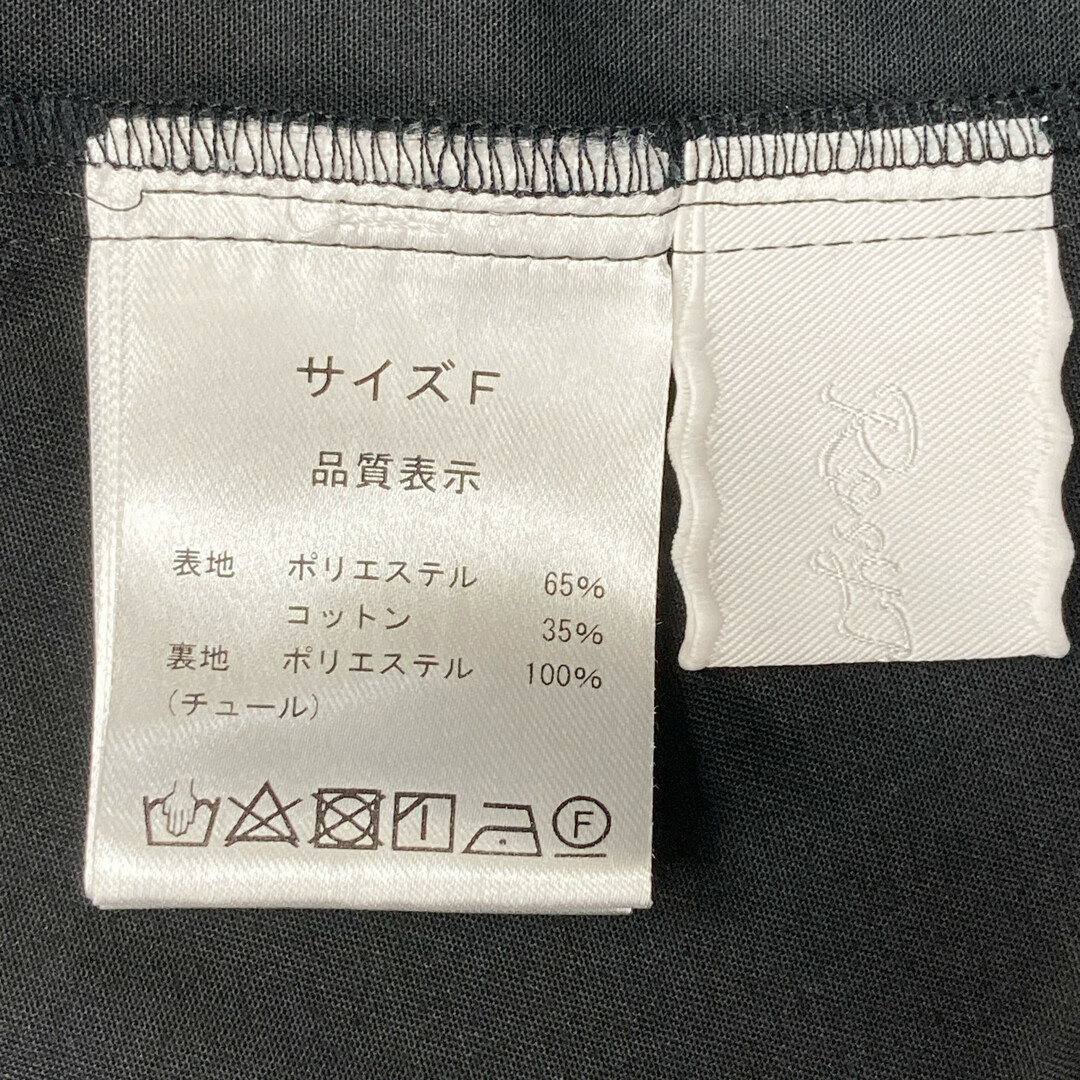 サイズF
品質表示
表地 ポリエステル 65%
コットン 35%
裏地 ポリエステル 100%
(チュール)
F